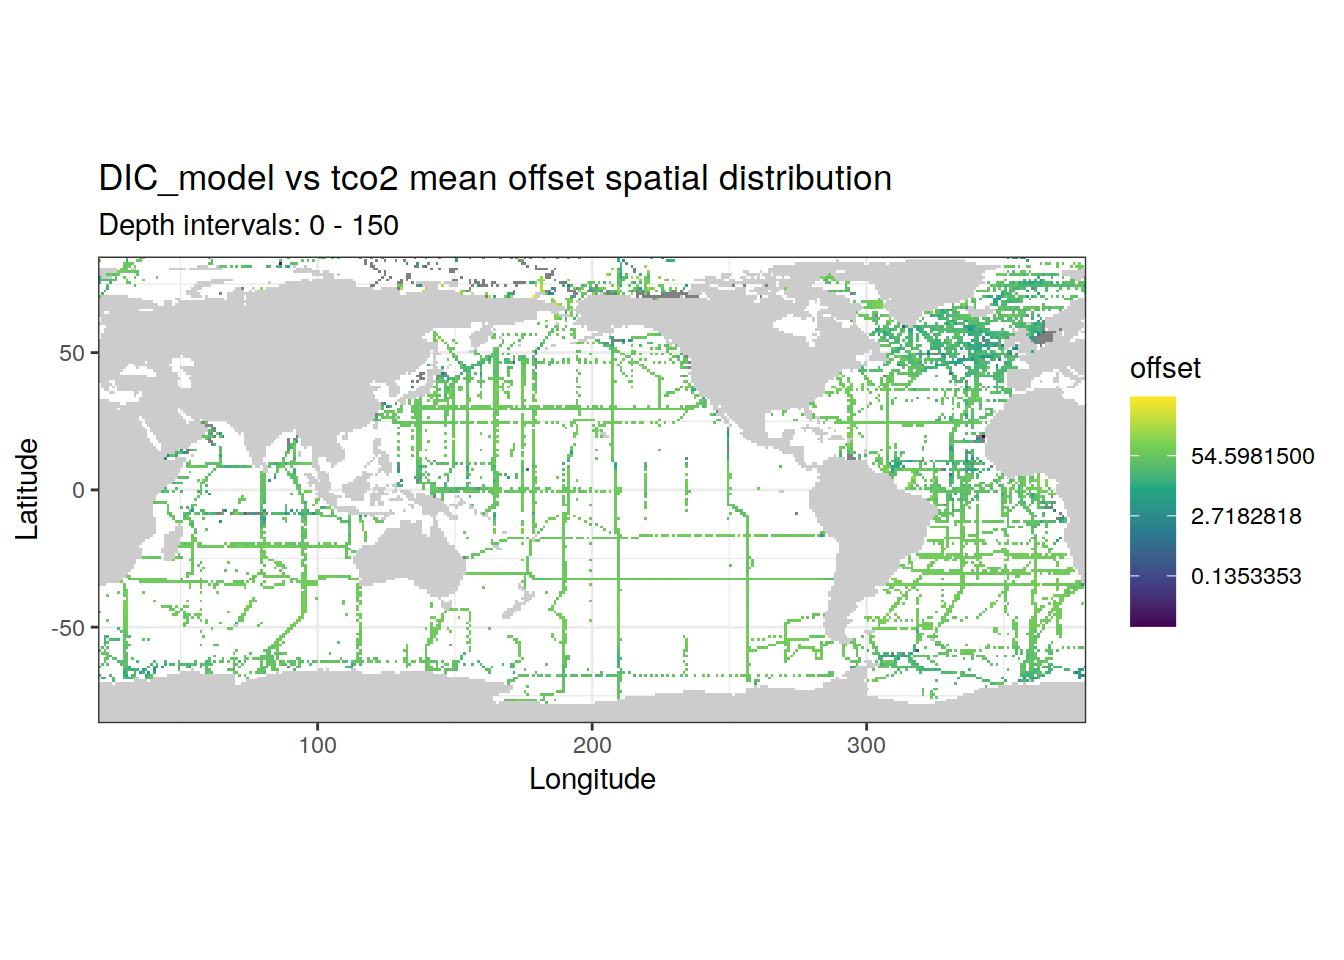 DIC_model vs tco2 mean offset spatial distribution
Depth intervals: 0 - 150
offset
54.5981500
2.7182818
0.1353353
50
0
-50
Latitude
100
200
300
Longitude